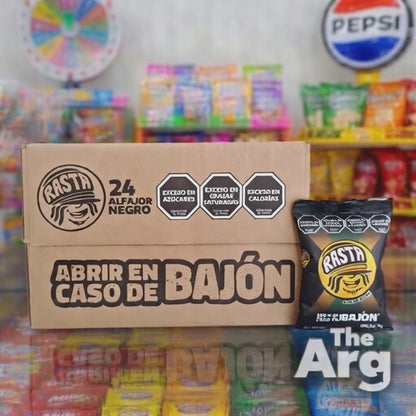 PEPSI
RASTA
24
ALFAJOR
NEGRO
EXCESO EN
AZÚCARES
EXCESO EN
GRASAS
SATURADAS
EXCESO EN
CALORÍAS
ABRIR EN
CASO DE BAJÓN
RASTA
BAJÓN
The
Arg